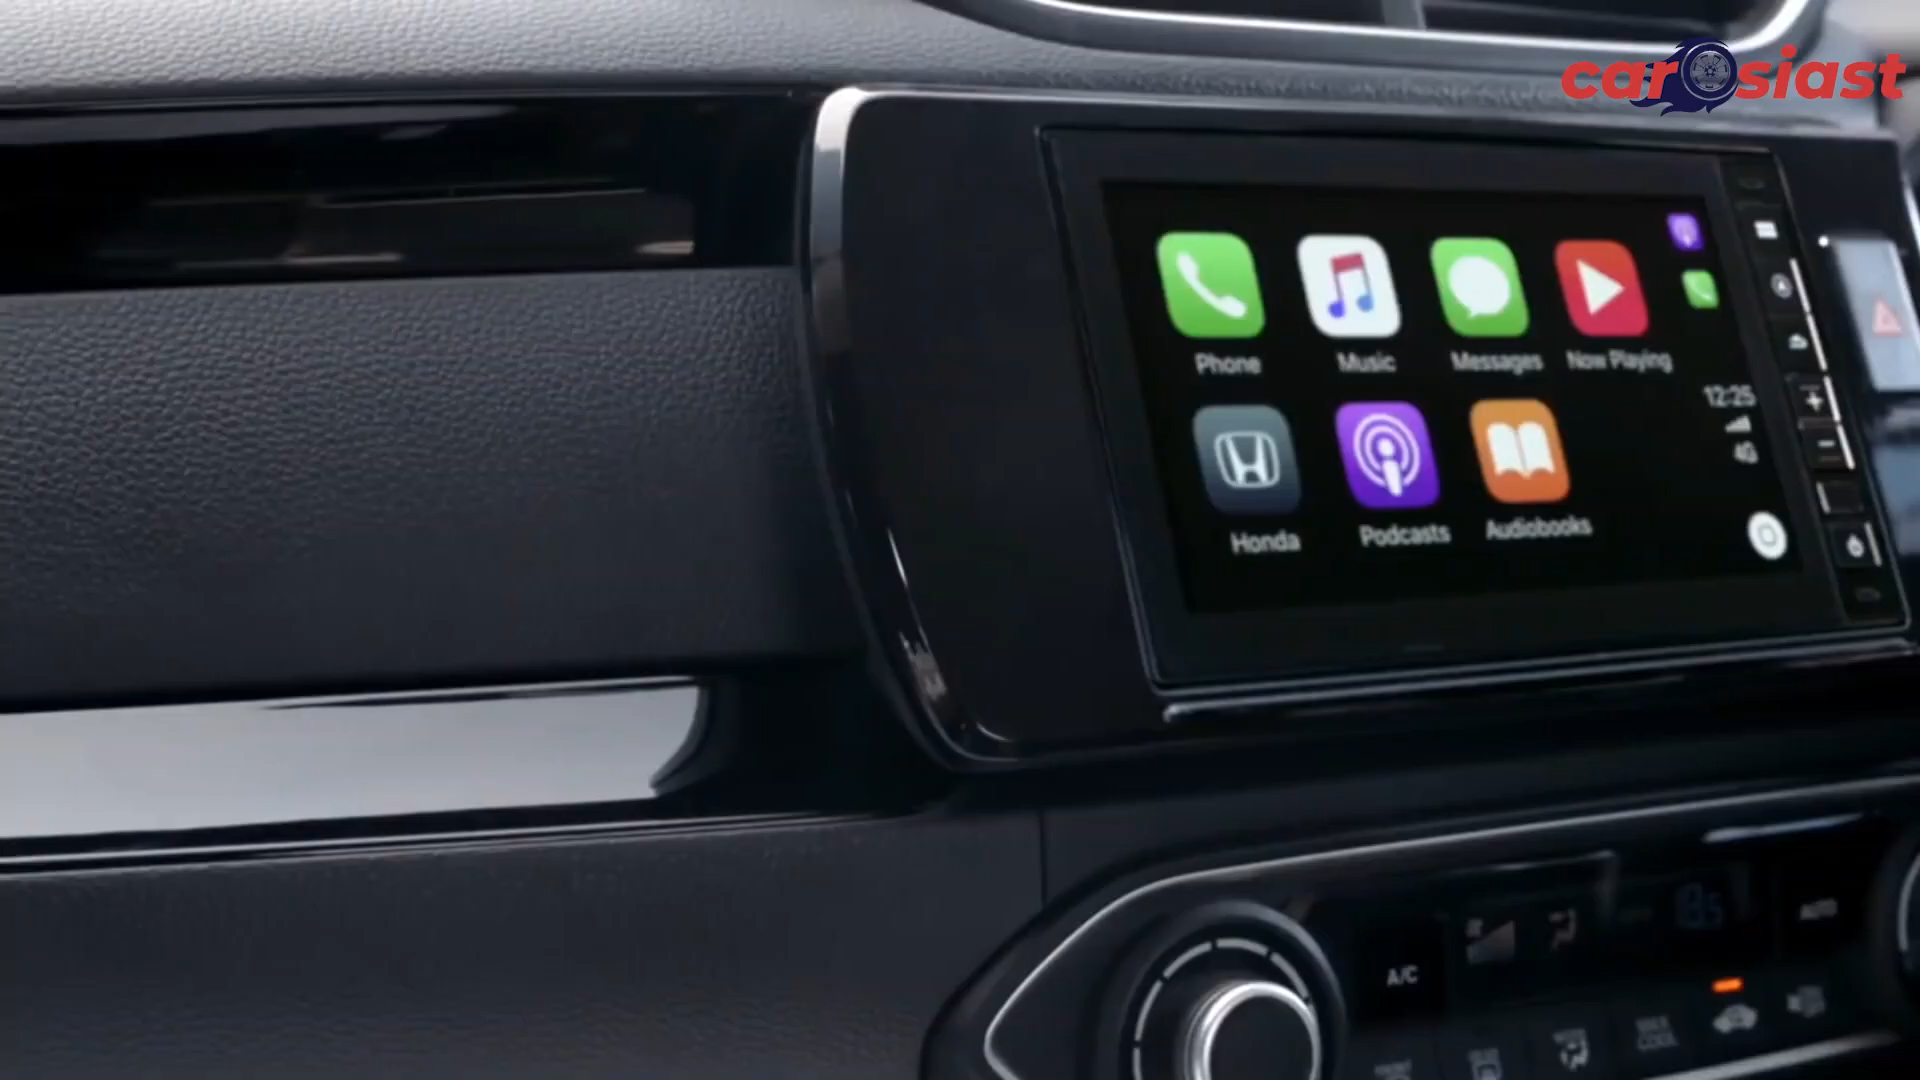 carOsiast
Phone
Music
Messages
Now Playing
12:25
4G
Honda
Podcasts
Audiobooks
AUTO
A/C